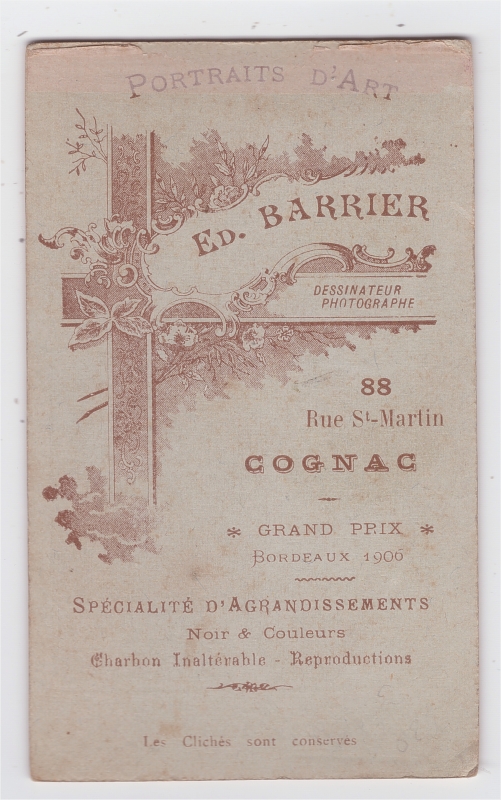 PORTRAITS D'ART
ED. BARRIER
DESSINATEUR
PHOTOGRAPHE
88
Rue St-Martin
COGNAC
* GRAND PRIX *
BORDEAUX 1906
SPÉCIALITÉ D'AGRANDISSEMENTS
Noir & Couleurs
Charbon Inaltérable - Reproductions
Les Clichés sont conservés